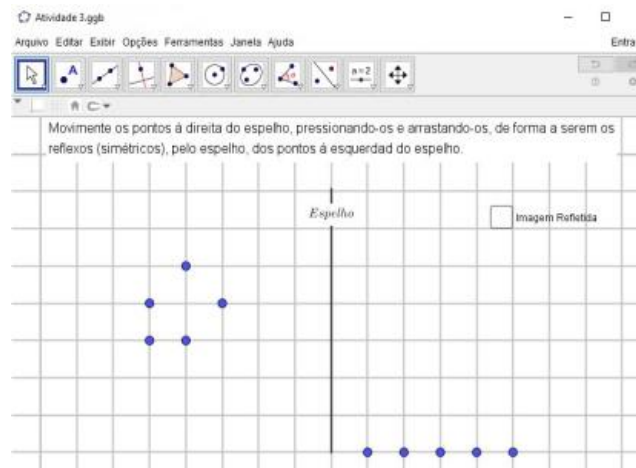 Atividade 3.ggb
Arquivo Editar Exibir Opções Ferramentas Janela Ajuda
Entra
A
a=2
Movimente os pontos à direita do espelho, pressionando-os e arrastando-os, de forma a serem os
reflexos (simétricos), pelo espelho, dos pontos à esquerdad do espelho.
Espelho
Imagem Refletida